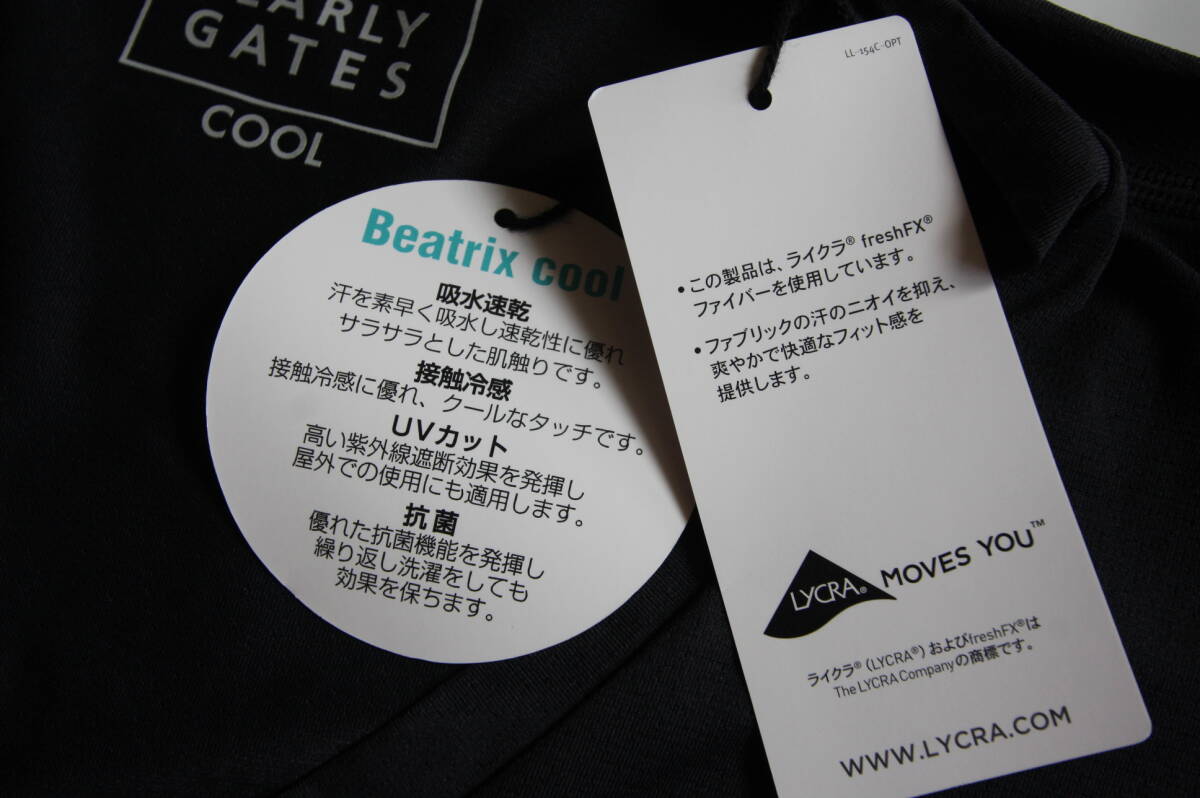 GATES
COOL
Beatrix cool
吸水速乾
汗を素早く吸水し速乾性に優れ
サラサラとした肌触りです。
接触冷感
接触冷感に優れ、クールなタッチです。
UVカット
高い紫外線遮断効果を発揮し
屋外での使用にも適用します。
抗菌
優れた抗菌機能を発揮し
繰り返し洗濯をしても
効果を保ちます。
LL-154C-OPT
•この製品は、ライクラ® freshFX®
ファイバーを使用しています。
•ファブリックの汗のニオイを抑え、
爽やかで快適なフィット感を
提供します。
LYCRA® MOVES YOU™
ライクラ®(LYCRA®)およびfreshFX®は
The LYCRA Companyの商標です。
WWW.LYCRA.COM